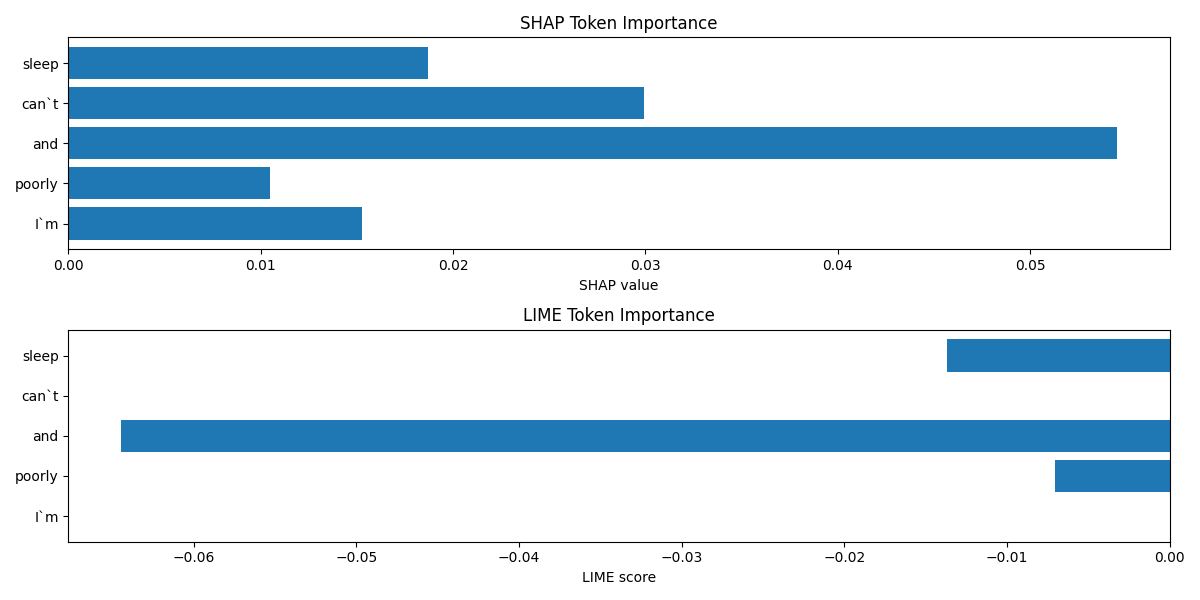 SHAP Token Importance
sleep
can`t
and
poorly
I`m
0.00 0.01 0.02 0.03 0.04 0.05
SHAP value
LIME Token Importance
sleep
can`t
and
poorly
I`m
−0.06 −0.05 −0.04 −0.03 −0.02 −0.01 0.00
LIME score